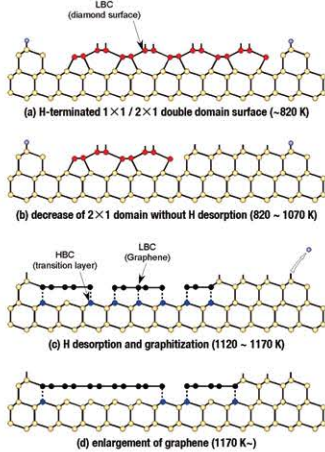 LBC
(diamond surface)
(a) H-terminated 1×1 / 2×1 double domain surface (~820 K)
(b) decrease of 2×1 domain without H desorption (820 ~ 1070 K)
HBC
(transition layer)
LBC
(Graphene)
(c) H desorption and graphitization (1120 ~ 1170 K)
(d) enlargement of graphene (1170 K~)